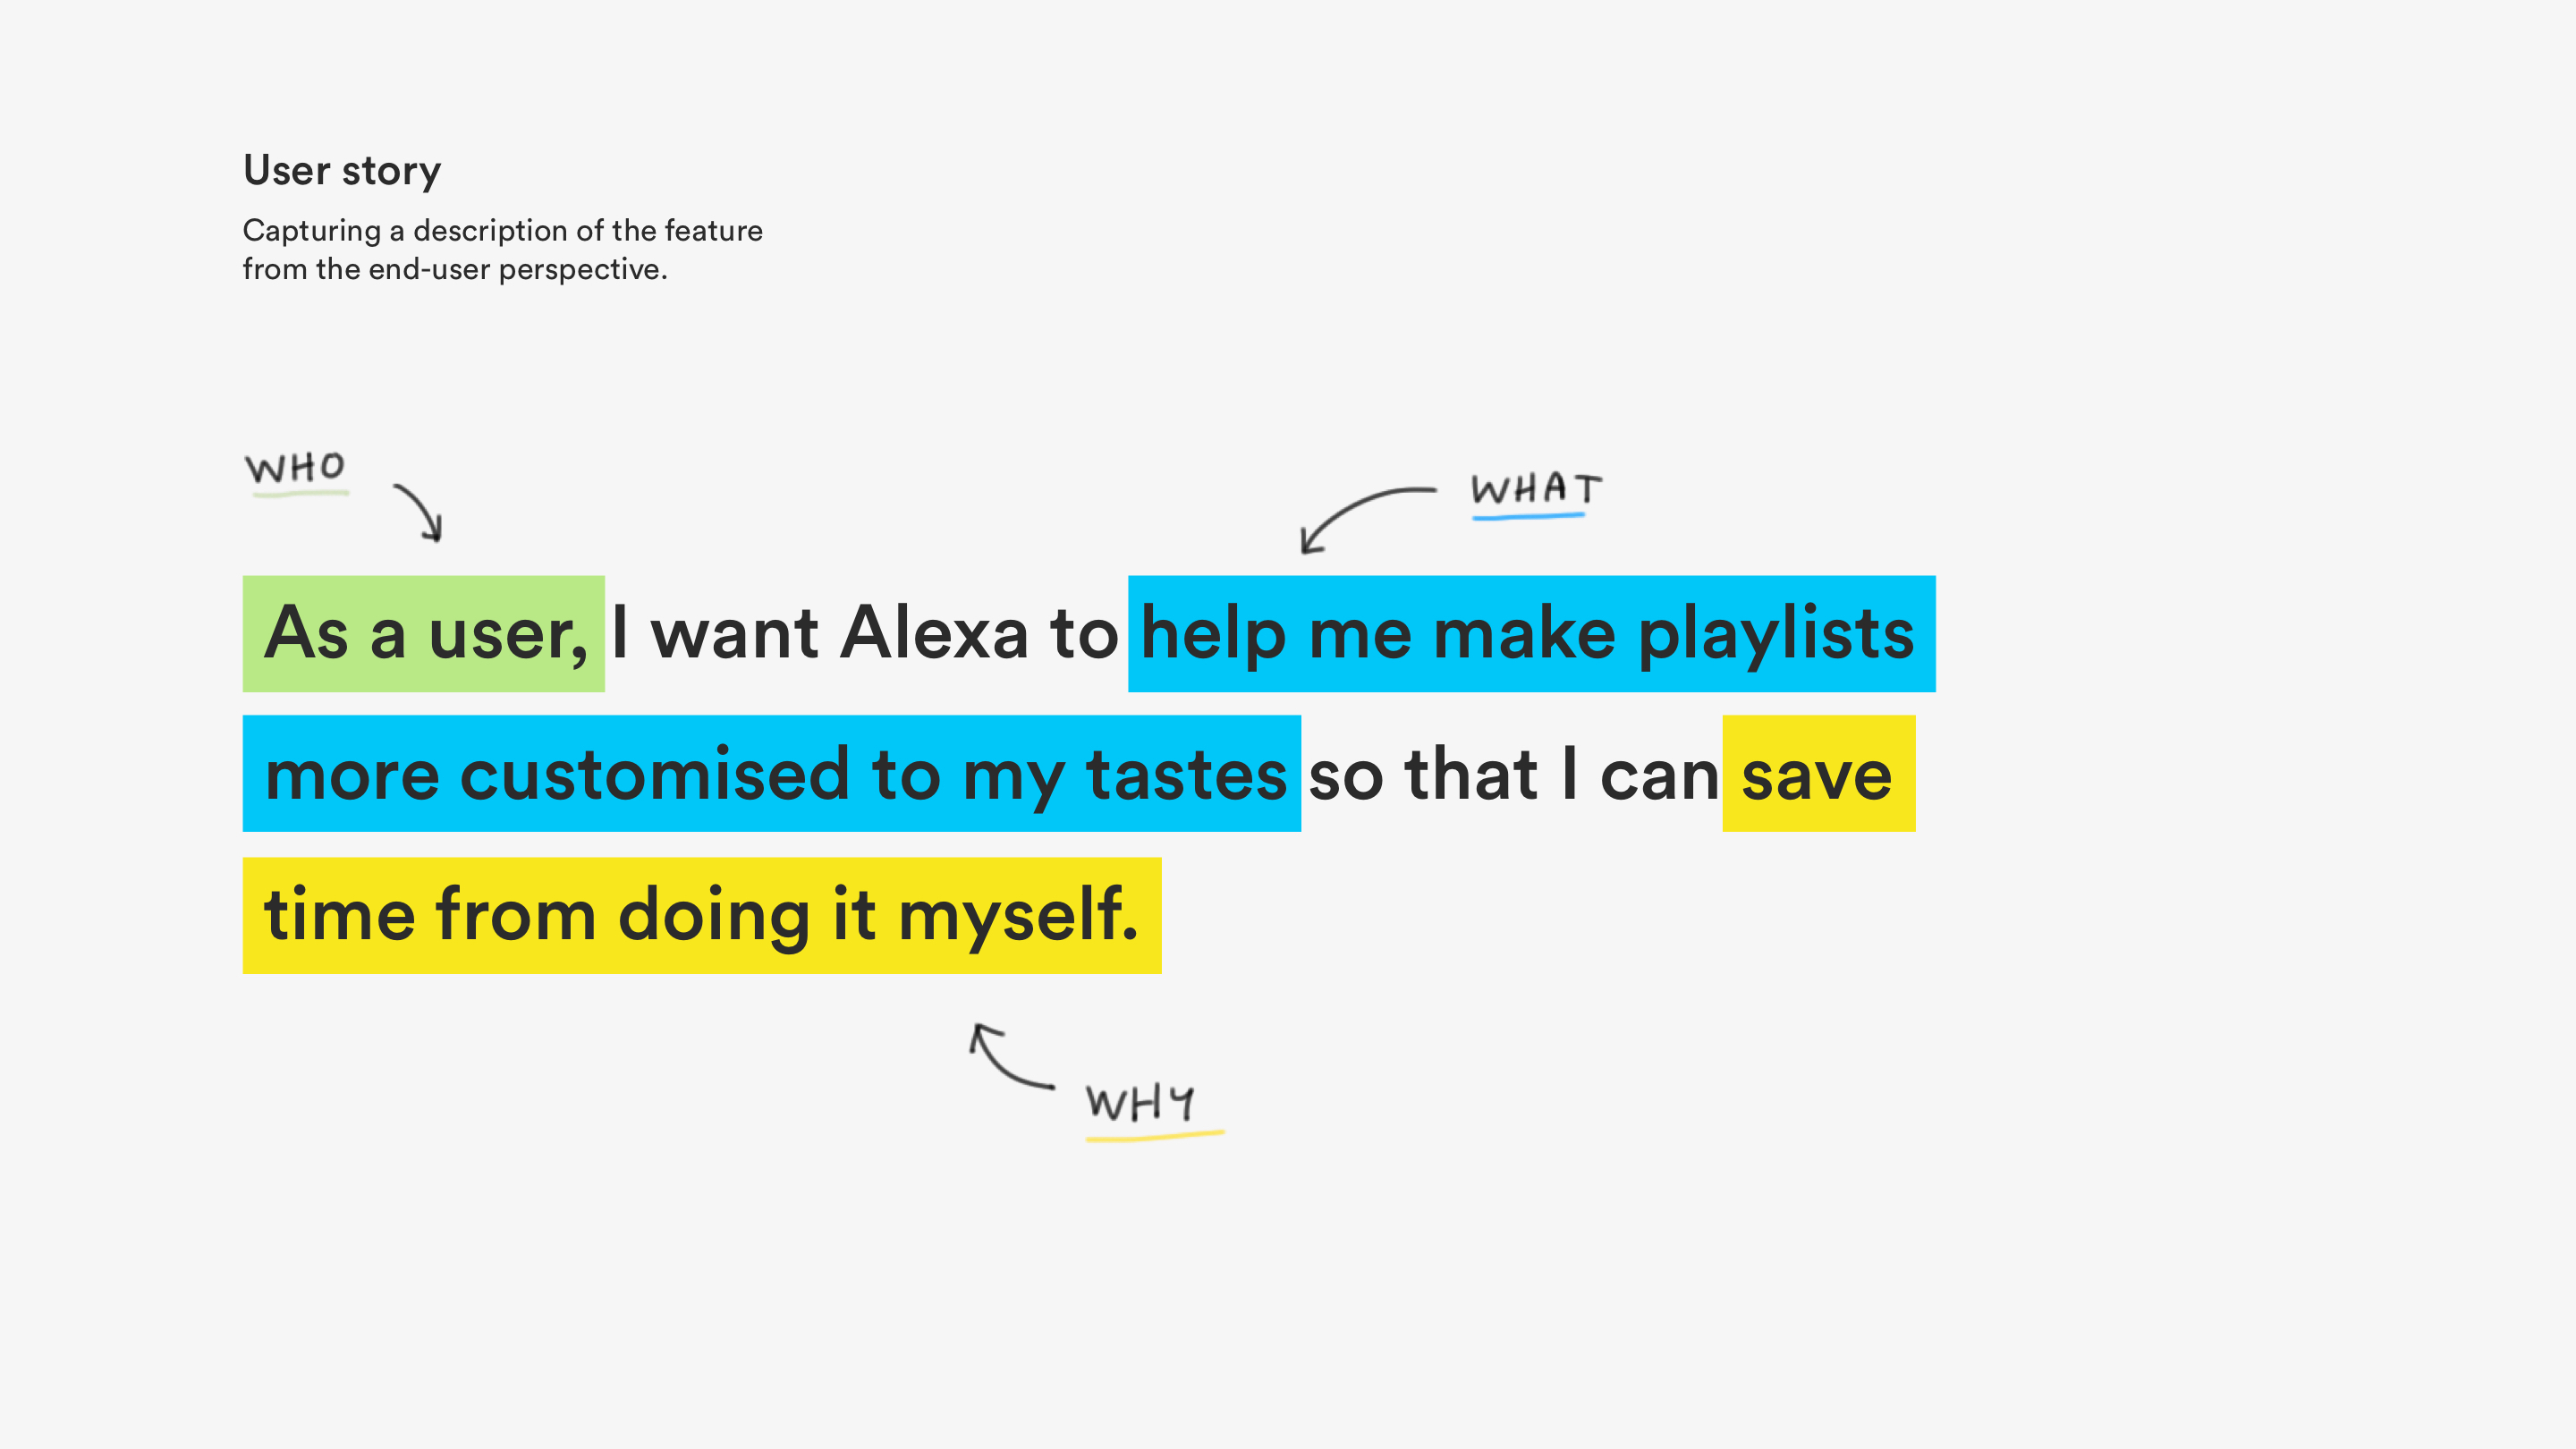 User story
Capturing a description of the feature
from the end-user perspective.
WHO
WHAT
As a user, I want Alexa to help me make playlists
more customised to my tastes so that I can save
time from doing it myself.
WHY